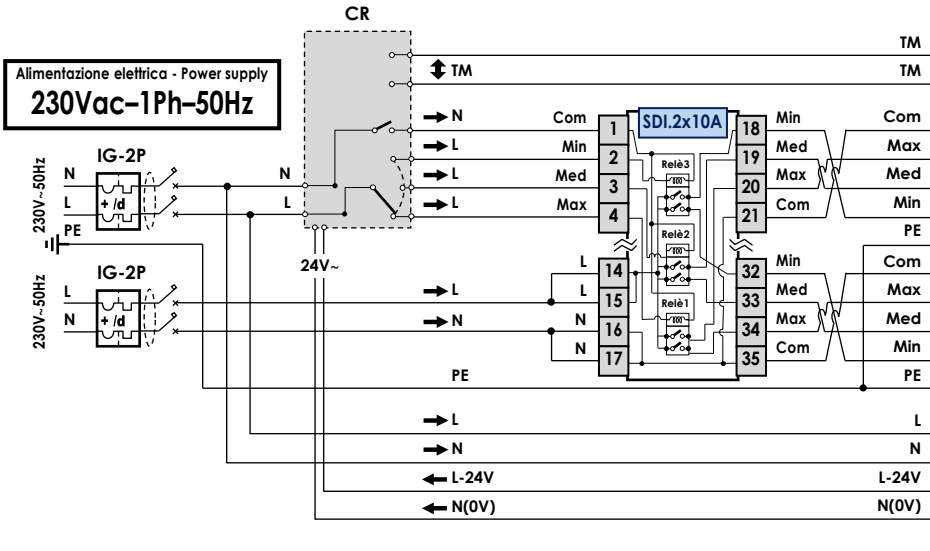 CR
TM
TM
TM
Alimentazione elettrica - Power supply
230Vac–1Ph–50Hz
N
Com
1
SDI.2x10A
18
Min
Com
L
Min
2
19
Med
Max
L
Med
3
20
Max
Med
L
Max
4
21
Com
Min
Relè3
230V~50Hz
IG-2P
N
L
+ /d
PE
N
L
24V~
PE
Relè2
L
14
32
Min
Com
230V~50Hz
IG-2P
L
N
+ /d
L
L
15
33
Med
Max
Relè1
N
N
16
34
Max
Med
N
17
35
Com
Min
PE
PE
L
L
N
N
L-24V
L-24V
N(0V)
N(0V)